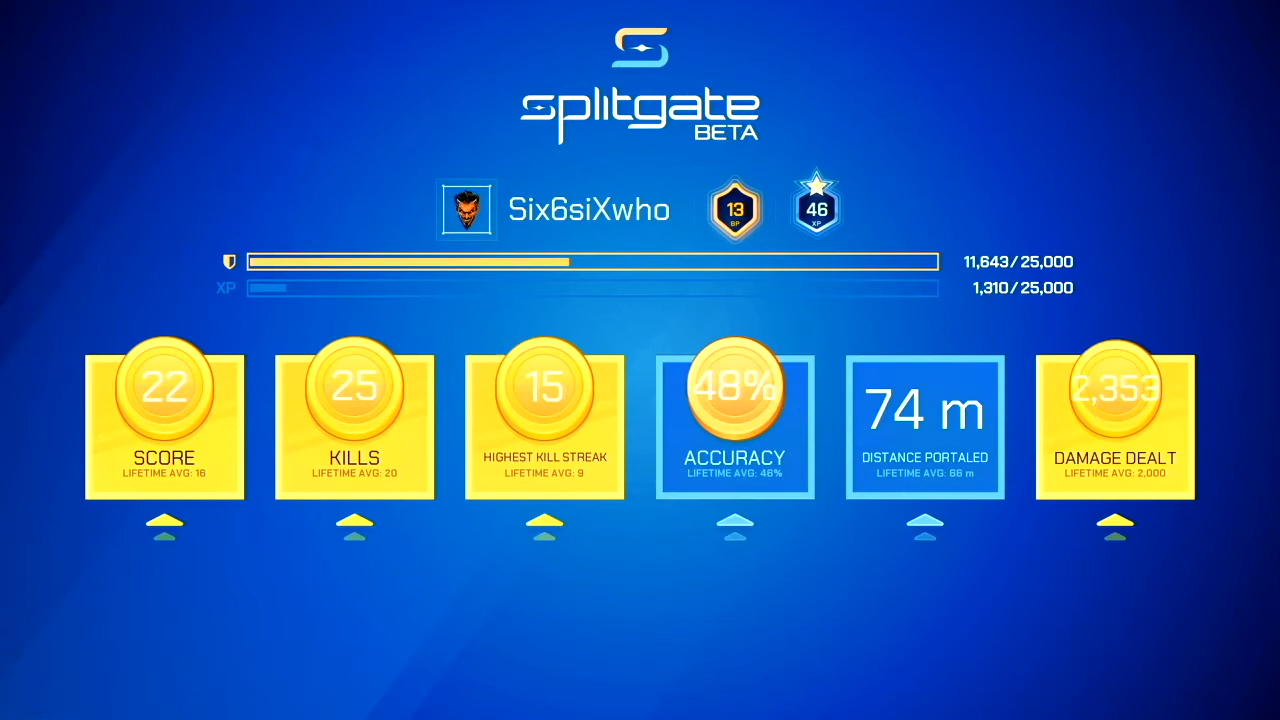 splitgate
BETA
Six6siXwho
13
BP
46
XP
11,643/25,000
XP
1,310/25,000
22
SCORE
LIFETIME AVG: 16
25
KILLS
LIFETIME AVG: 20
15
HIGHEST KILL STREAK
LIFETIME AVG: 9
48%
ACCURACY
LIFETIME AVG: 46%
74 m
DISTANCE PORTALED
LIFETIME AVG: 66 m
2,353
DAMAGE DEALT
LIFETIME AVG: 2,000